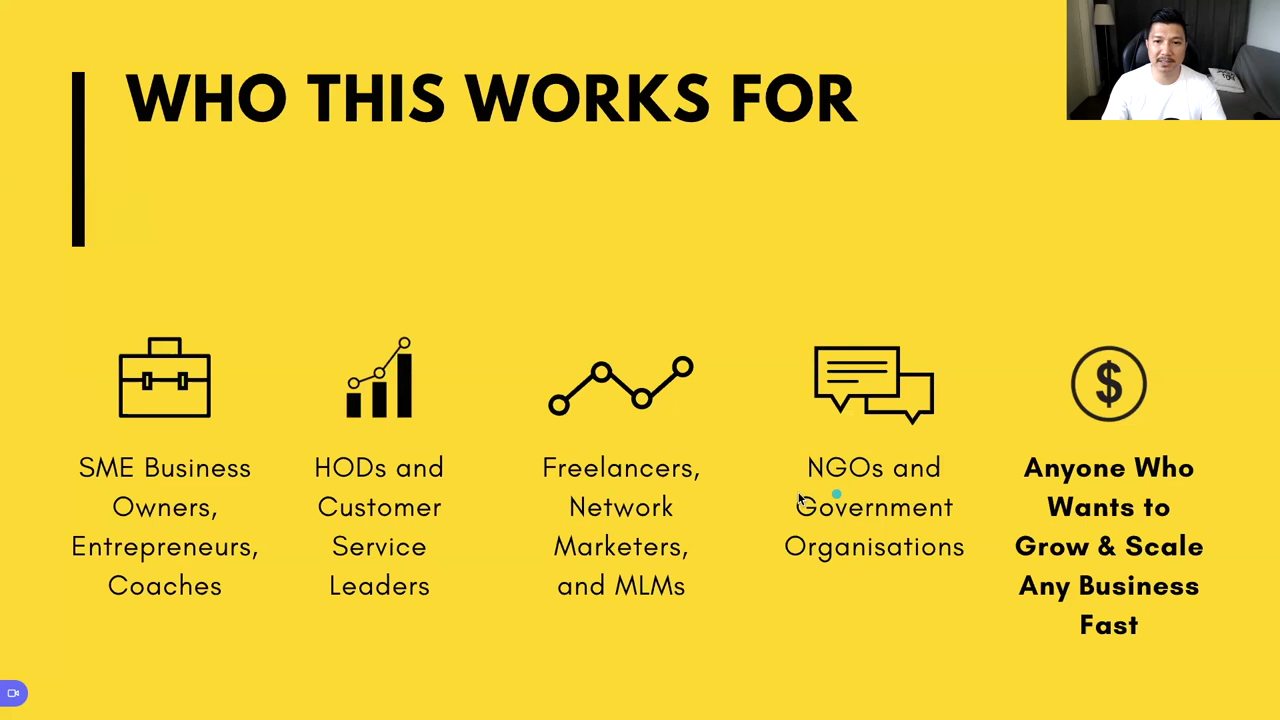 WHO THIS WORKS FOR
SME Business
Owners,
Entrepreneurs,
Coaches
HODs and
Customer
Service
Leaders
Freelancers,
Network
Marketers,
and MLMs
NGOs and
Government
Organisations
$
Anyone Who
Wants to
Grow & Scale
Any Business
Fast